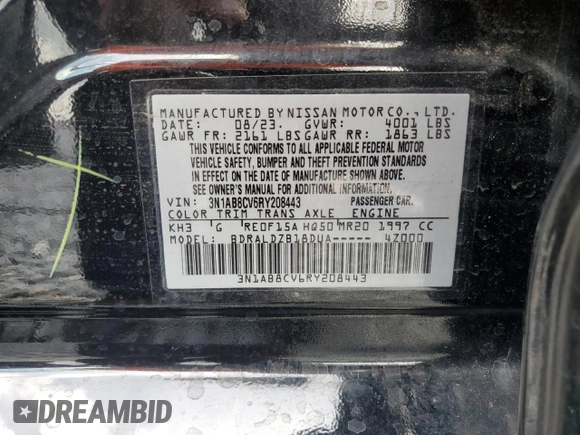 MANUFACTURED BY NISSAN MOTOR CO., LTD.
DATE: 08/23. GVWR: 4001 LBS
GAWR FR: 2161 LBS GAWR RR: 1863 LBS
THIS VEHICLE CONFORMS TO ALL APPLICABLE FEDERAL MOTOR
VEHICLE SAFETY, BUMPER AND THEFT PREVENTION STANDARDS
IN EFFECT ON THE DATE OF MANUFACTURE SHOWN ABOVE.
SEE OWNER'S MANUAL FOR ADDITIONAL INFORMATION.
VIN: 3N1AB8CV6RY208443 PASSENGER CAR.
COLOR TRIM TRANS AXLE ENGINE
KH3 G RE0F15A HQ50 MR20 1997 CC
MODEL: BDRALDZB18DUA----- 4Z000
3N1AB8CV6RY208443
DREAMBID